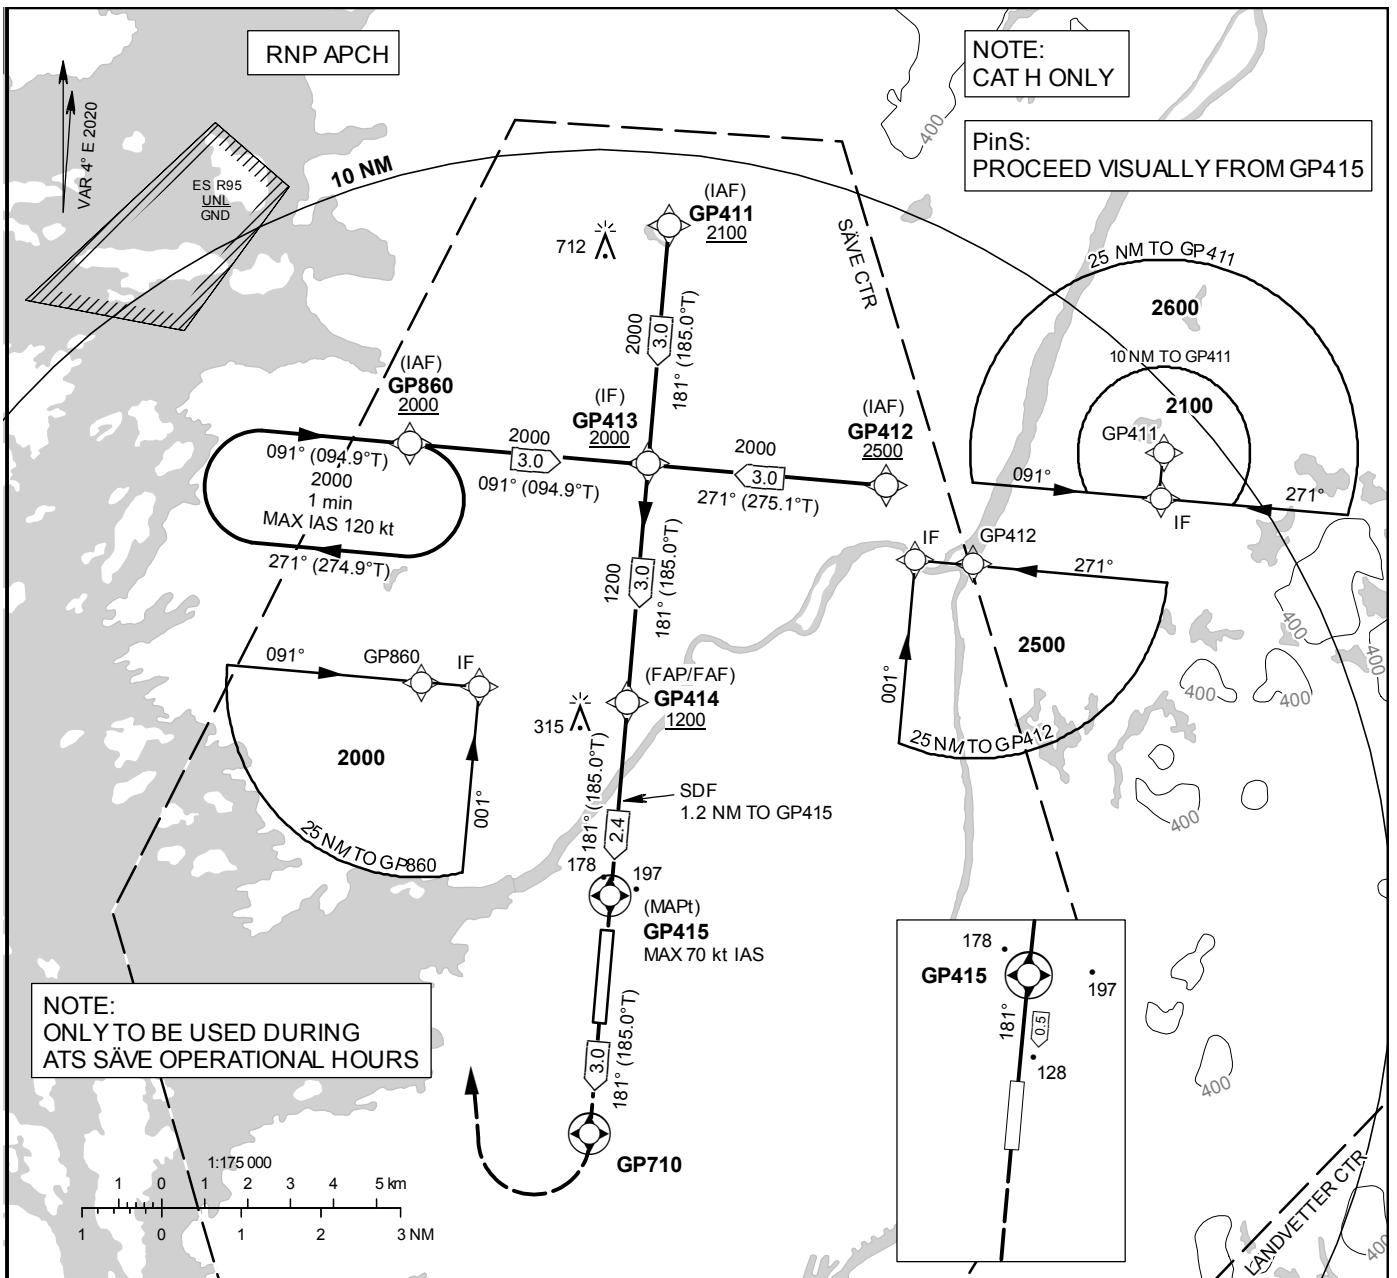 RNP APCH
NOTE:
CAT H ONLY
PinS:
PROCEED VISUALLY FROM GP415
VAR 4° E 2020
ES R95
UNL
GND
10 NM
400
712
(IAF)
GP411
2100
SÄVE CTR
2000
3.0
181° (185.0°T)
25 NM TO GP411
2600
10 NM TO GP411
2100
GP411
091°
271°
IF
(IAF)
GP860
2000
(IF)
GP413
2000
(IAF)
GP412
2500
091° (094.9°T)
2000
1 min
MAX IAS 120 kt
271° (274.9°T)
2000
3.0
091° (094.9°T)
2000
3.0
271° (275.1°T)
1200
3.0
181° (185.0°T)
IF
GP412
271°
2500
001°
25 NM TO GP412
400
400
400
400
400
091°
GP860
IF
2000
001°
25 NM TO GP860
315
(FAP/FAF)
GP414
1200
181° (185.0°T)
SDF
1.2 NM TO GP415
2.4
178
197
(MAPt)
GP415
MAX 70 kt IAS
3.0
181° (185.0°T)
GP710
NOTE:
ONLY TO BE USED DURING
ATS SÄVE OPERATIONAL HOURS
178
GP415
197
181°
0.5
128
400
400
LANDVETTER CTR
1:175 000
1 0 1 2 3 4 5 km
1 0 1 2 3 NM